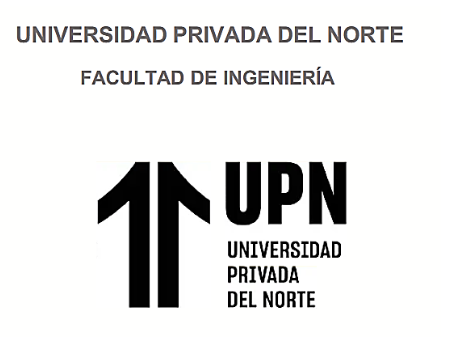 UNIVERSIDAD PRIVADA DEL NORTE
FACULTAD DE INGENIERÍA
UPN
UNIVERSIDAD
PRIVADA
DEL NORTE